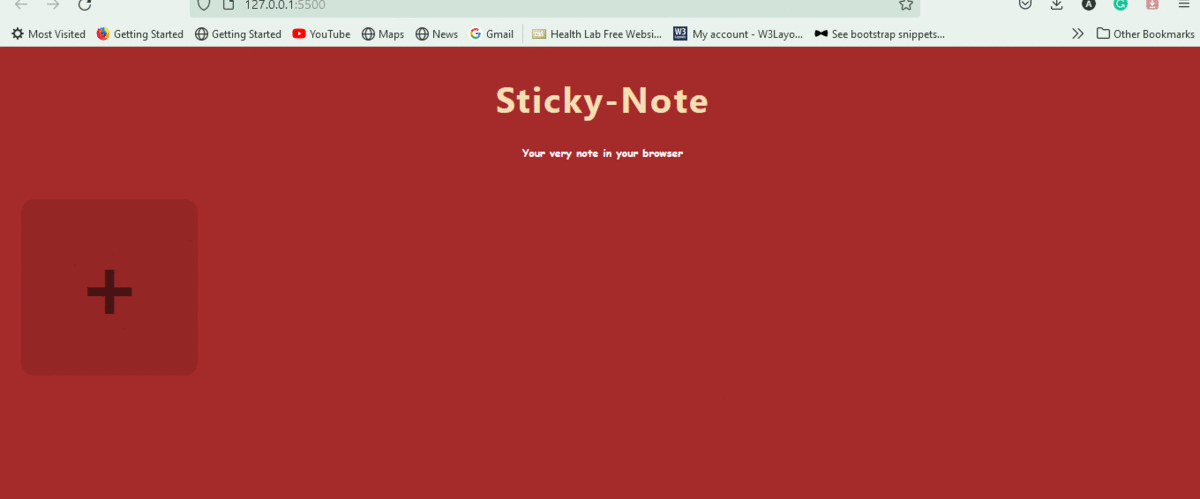 127.0.0.1:5500
Most Visited Getting Started Getting Started YouTube Maps News Gmail Health Lab Free Websi... My account - W3Layo... See bootstrap snippets... Other Bookmarks
Sticky-Note
Your very note in your browser
+